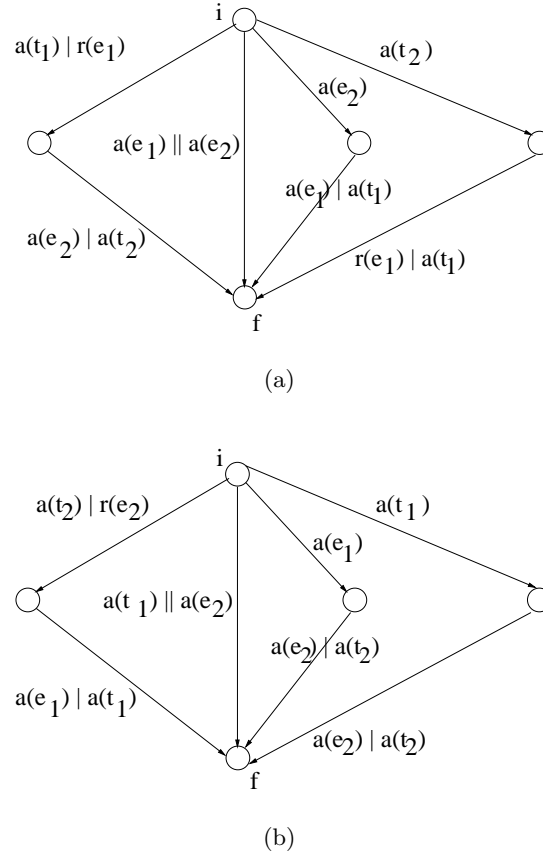 i
a(t1) | r(e1)
a(t2)
a(e2)
a(e1) || a(e2)
a(e1) | a(t1)
a(e2) | a(t2)
r(e1) | a(t1)
f
(a)
i
a(t2) | r(e2)
a(t1)
a(e1)
a(t1) || a(e2)
a(e2) | a(t2)
a(e1) | a(t1)
a(e2) | a(t2)
f
(b)